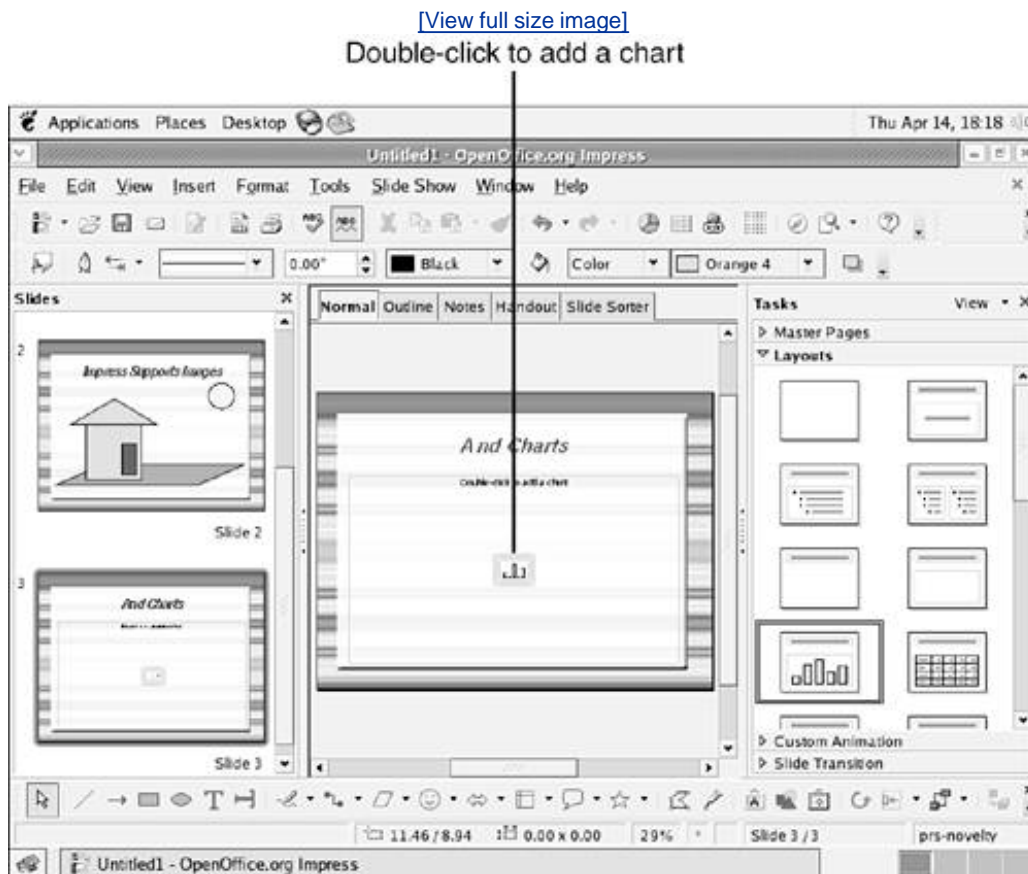 [View full size image]
Double-click to add a chart
Applications Places Desktop
Thu Apr 14, 18:18
Untitled1 - OpenOffice.org Impress
File Edit View Insert Format Tools Slide Show Window Help
0.00° Black Color Orange 4
Slides
Normal Outline Notes Handout Slide Sorter
Tasks View
Master Pages
Layouts
2
Impress Supports Images
Slide 2
And Charts
Double-click to add a chart
3
And Charts
Slide 3
Custom Animation
Slide Transition
11.46 / 8.94 0.00 x 0.00 29% Slide 3 / 3 prs-novelty
Untitled1 - OpenOffice.org Impress